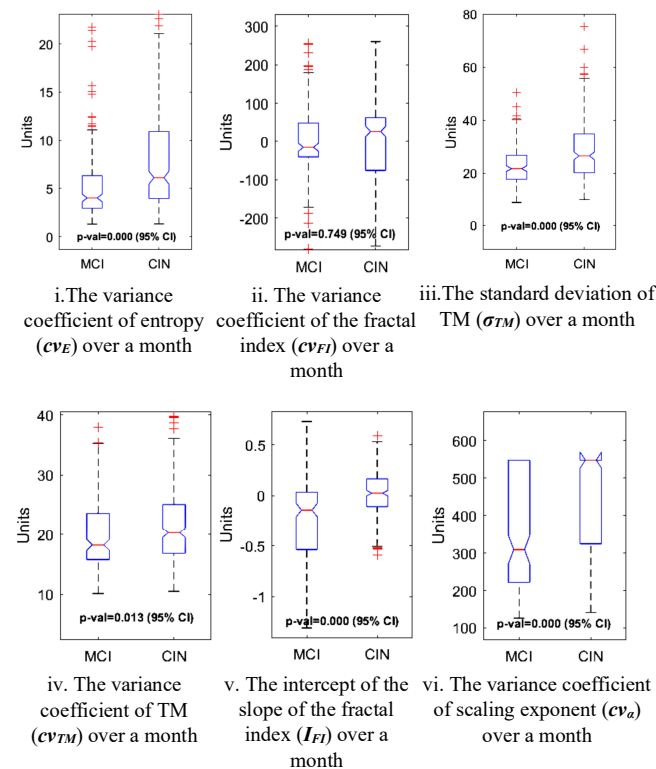 20
15
10
5
0
Units
p-val=0.000 (95% CI)
MCI
CIN
i.The variance
coefficient of entropy
(cv_E) over a month
300
200
100
0
-100
-200
Units
p-val=0.749 (95% CI)
MCI
CIN
ii. The variance
coefficient of the fractal
index (cv_FI) over a
month
80
60
40
20
0
Units
p-val=0.000 (95% CI)
MCI
CIN
iii.The standard deviation of
TM (σ_TM) over a month
40
30
20
10
Units
p-val=0.013 (95% CI)
MCI
CIN
iv. The variance
coefficient of TM
(cv_TM) over a month
0.5
0
-0.5
-1
Units
p-val=0.000 (95% CI)
MCI
CIN
v. The intercept of the
slope of the fractal
index (I_FI) over a
month
600
500
400
300
200
100
Units
p-val=0.000 (95% CI)
MCI
CIN
vi. The variance coefficient
of scaling exponent (cv_α)
over a month